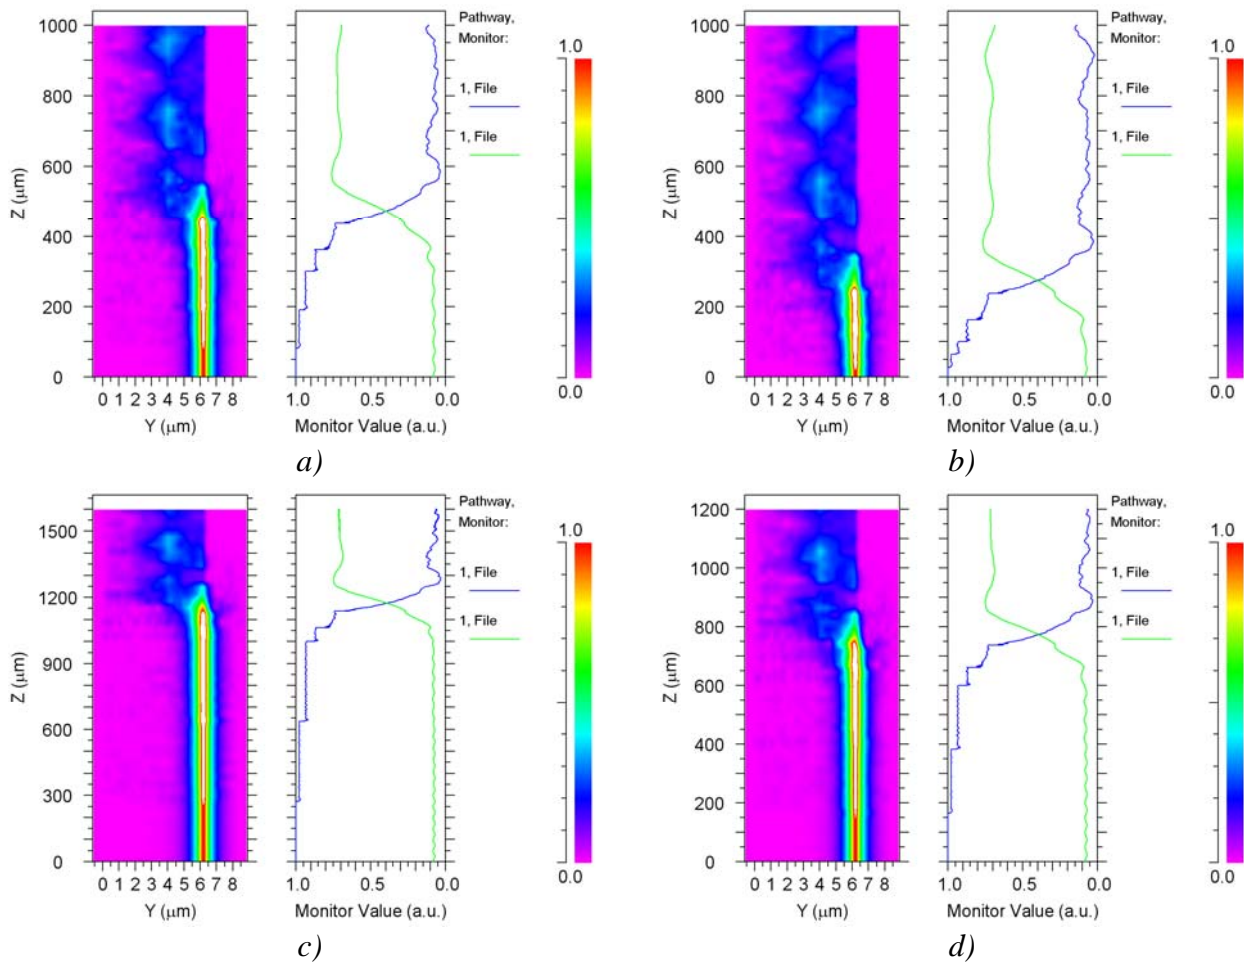 1000
800
600
400
200
0
Z (μm)
0 1 2 3 4 5 6 7 8
Y (μm)
1.0 0.5 0.0
Monitor Value (a.u.)
Pathway,
Monitor:
1, File
1, File
1.0
0.0
a)
1000
800
600
400
200
0
Z (μm)
0 1 2 3 4 5 6 7 8
Y (μm)
1.0 0.5 0.0
Monitor Value (a.u.)
Pathway,
Monitor:
1, File
1, File
1.0
0.0
b)
1500
1200
900
600
300
0
Z (μm)
0 1 2 3 4 5 6 7 8
Y (μm)
1.0 0.5 0.0
Monitor Value (a.u.)
Pathway,
Monitor:
1, File
1, File
1.0
0.0
c)
1200
1000
800
600
400
200
0
Z (μm)
0 1 2 3 4 5 6 7 8
Y (μm)
1.0 0.5 0.0
Monitor Value (a.u.)
Pathway,
Monitor:
1, File
1, File
1.0
0.0
d)